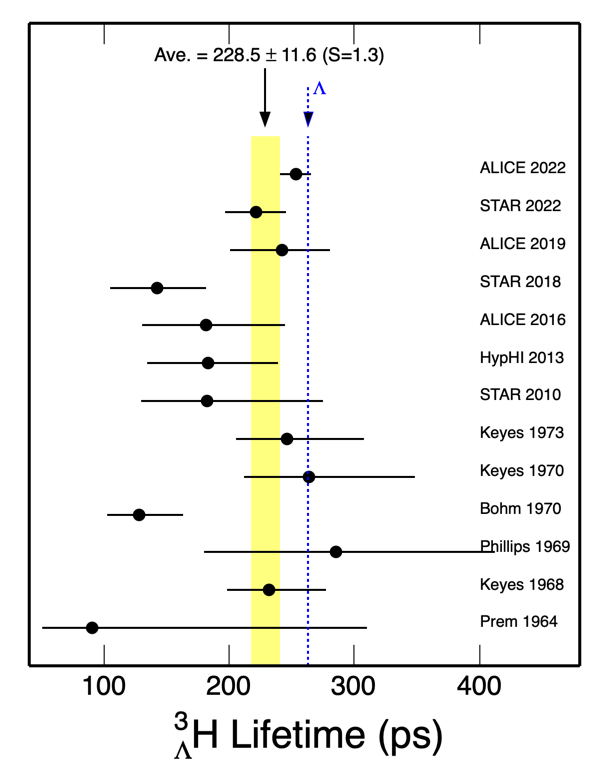 Ave. = 228.5 ± 11.6 (S=1.3)
Λ
ALICE 2022
STAR 2022
ALICE 2019
STAR 2018
ALICE 2016
HypHI 2013
STAR 2010
Keyes 1973
Keyes 1970
Bohm 1970
Phillips 1969
Keyes 1968
Prem 1964
100 200 300 400
³ΛH Lifetime (ps)